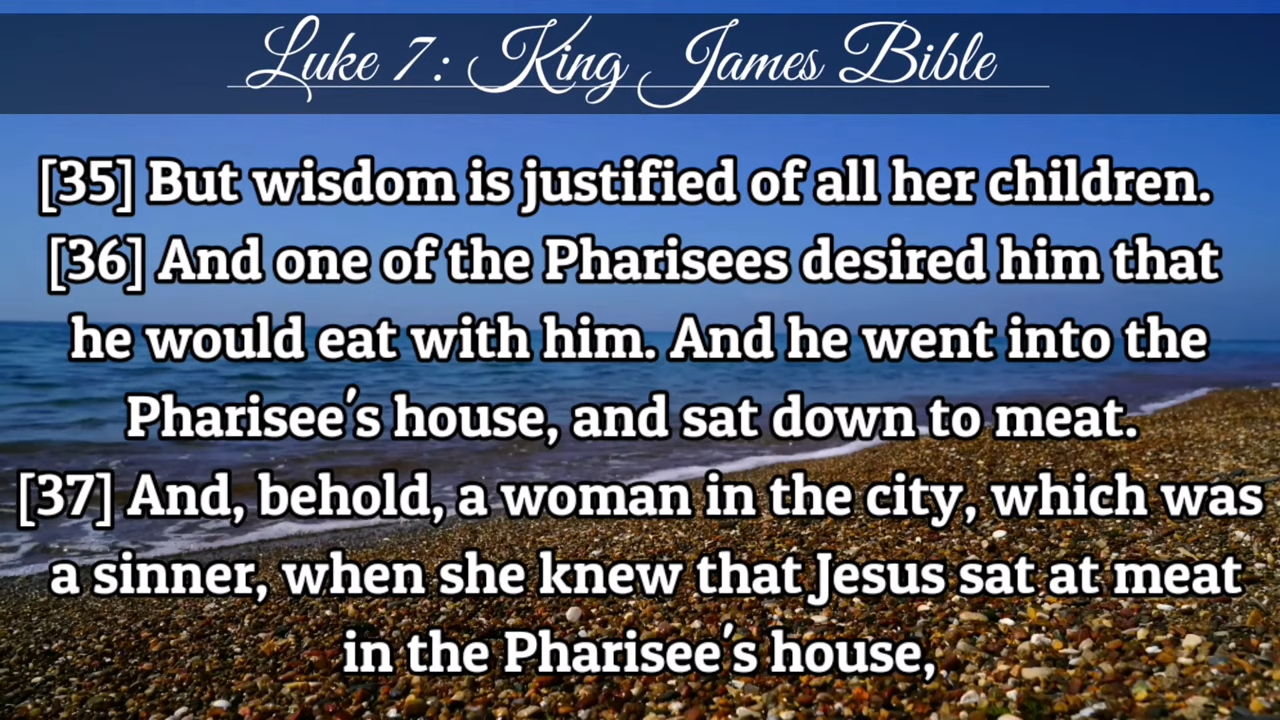 Luke 7: King James Bible
[35] But wisdom is justified of all her children.
[36] And one of the Pharisees desired him that
he would eat with him. And he went into the
Pharisee's house, and sat down to meat.
[37] And, behold, a woman in the city, which was
a sinner, when she knew that Jesus sat at meat
in the Pharisee's house,